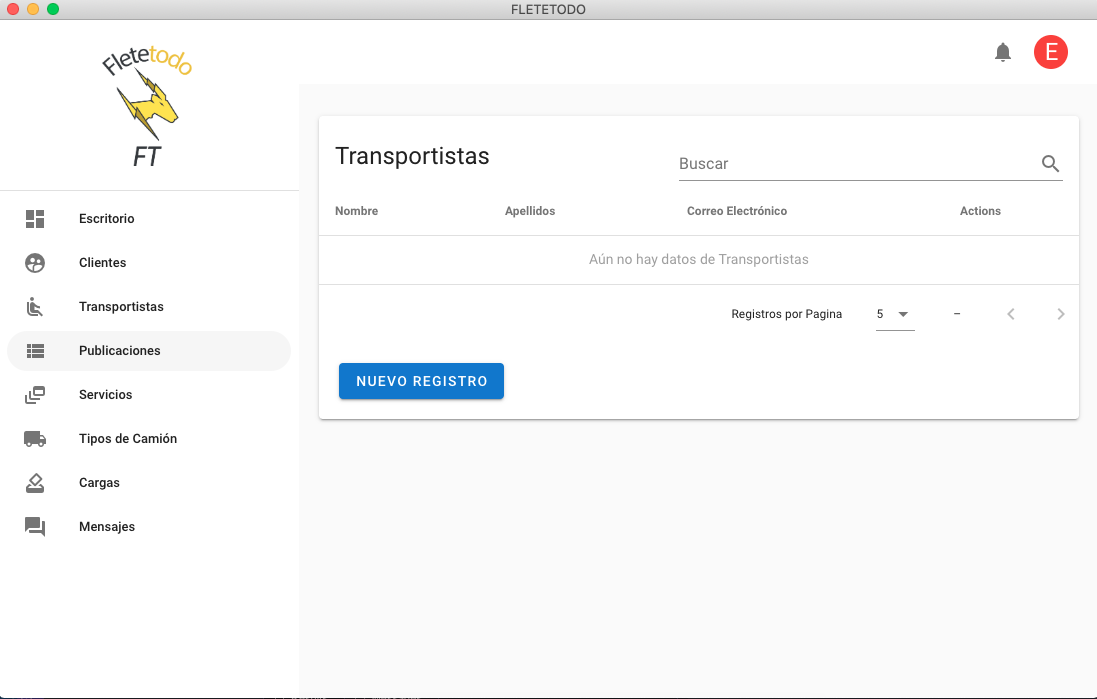 FLETETODO
Fletetodo
FT
E
Escritorio
Clientes
Transportistas
Publicaciones
Servicios
Tipos de Camión
Cargas
Mensajes
Transportistas
Buscar
Nombre Apellidos Correo Electrónico Actions
Aún no hay datos de Transportistas
Registros por Pagina 5 –
NUEVO REGISTRO